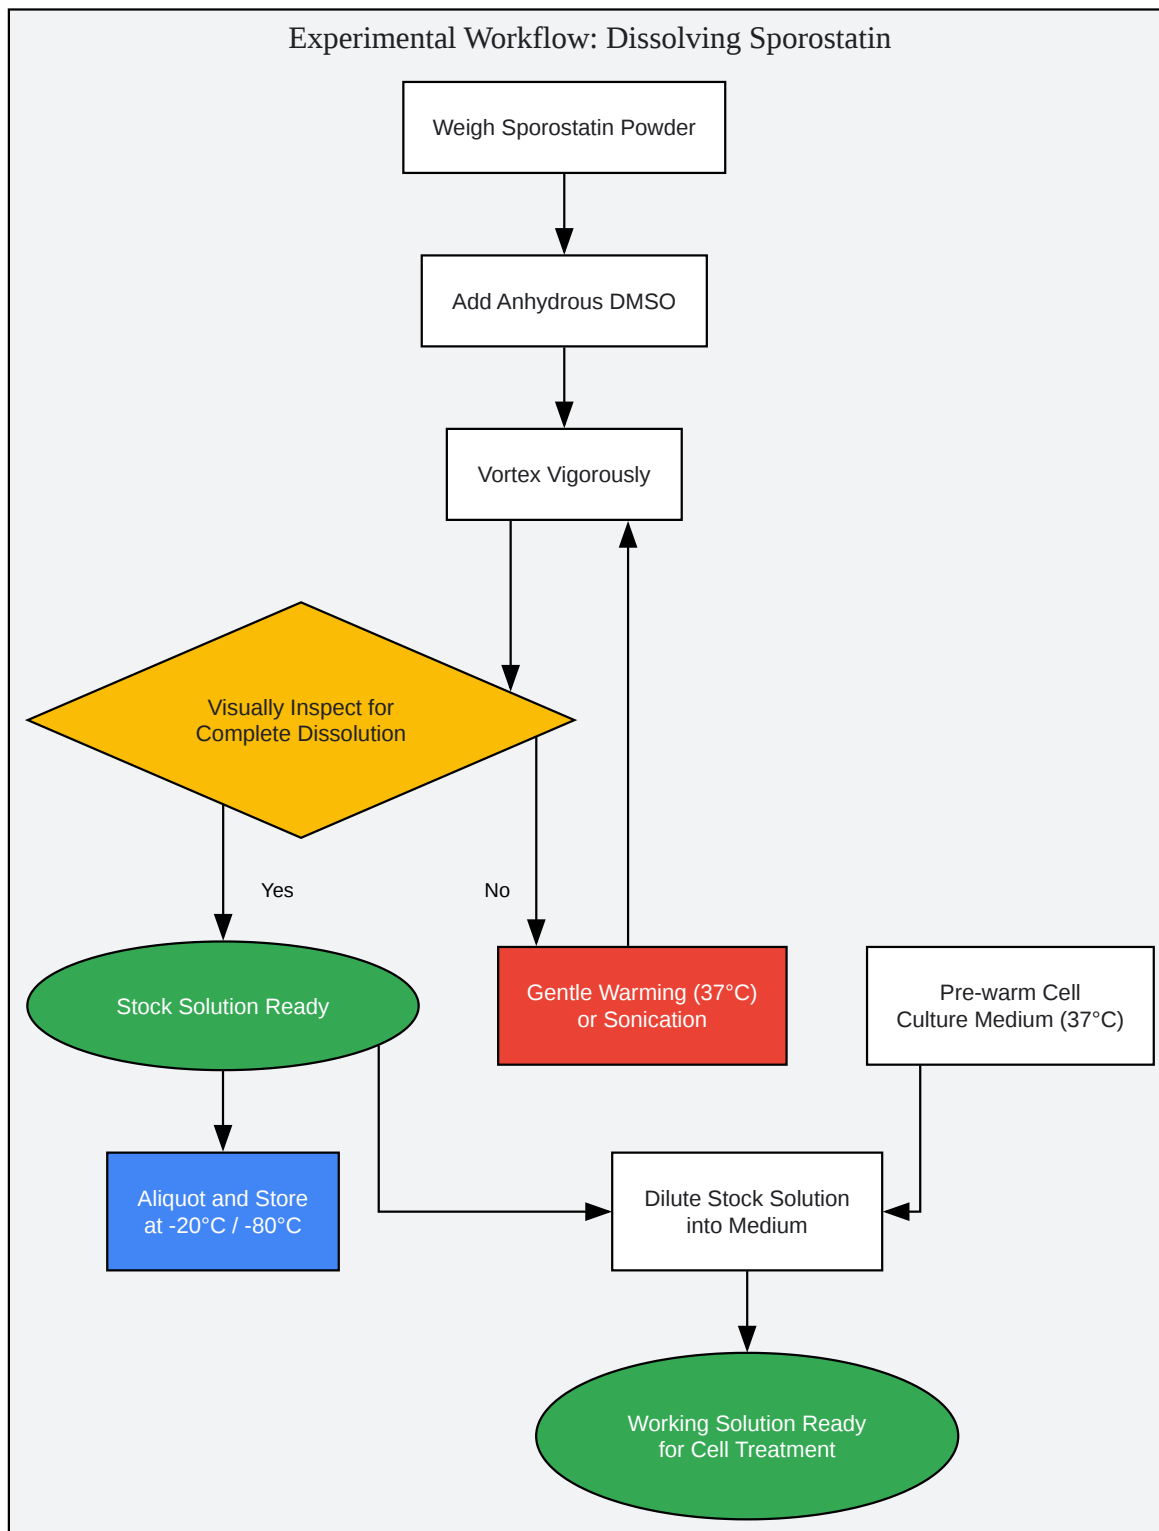 Experimental Workflow: Dissolving Sporostatin
Weigh Sporostatin Powder
Add Anhydrous DMSO
Vortex Vigorously
Visually Inspect for
Complete Dissolution
Yes
No
Stock Solution Ready
Gentle Warming (37°C)
or Sonication
Pre-warm Cell
Culture Medium (37°C)
Aliquot and Store
at -20°C / -80°C
Dilute Stock Solution
into Medium
Working Solution Ready
for Cell Treatment